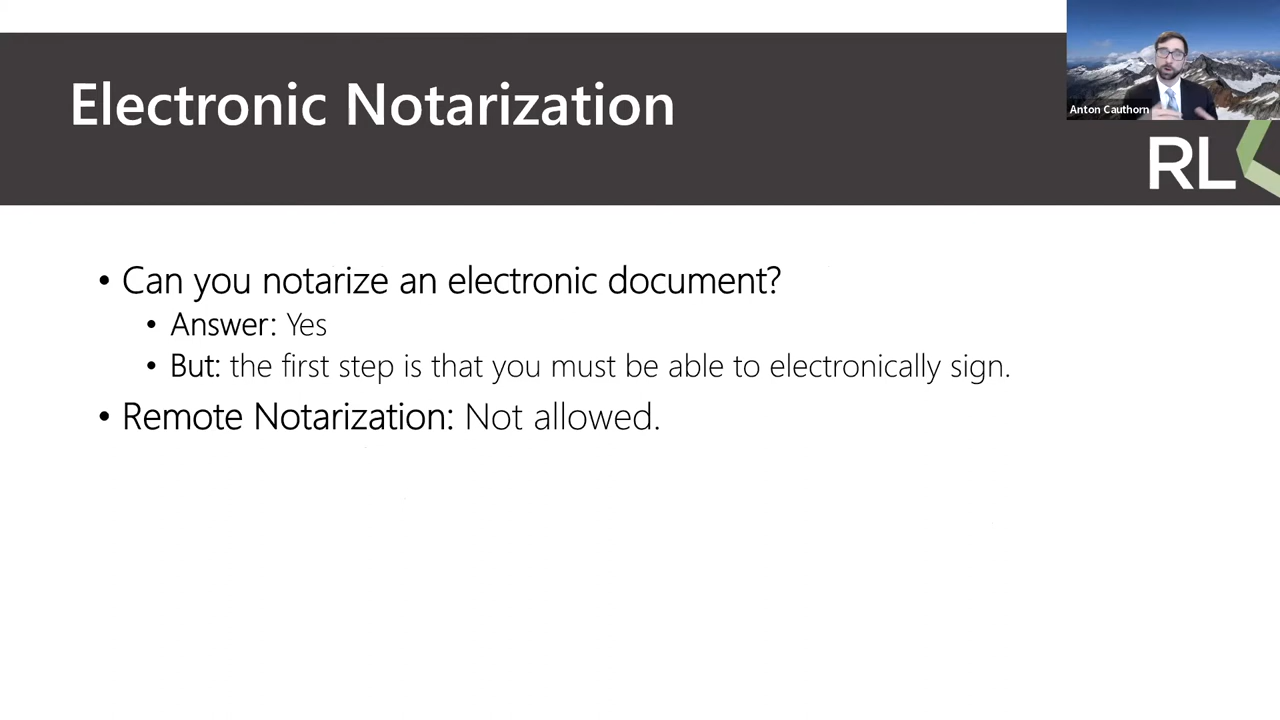 Electronic Notarization
Anton Cauthorn
RL
• Can you notarize an electronic document?
• Answer: Yes
• But: the first step is that you must be able to electronically sign.
• Remote Notarization: Not allowed.